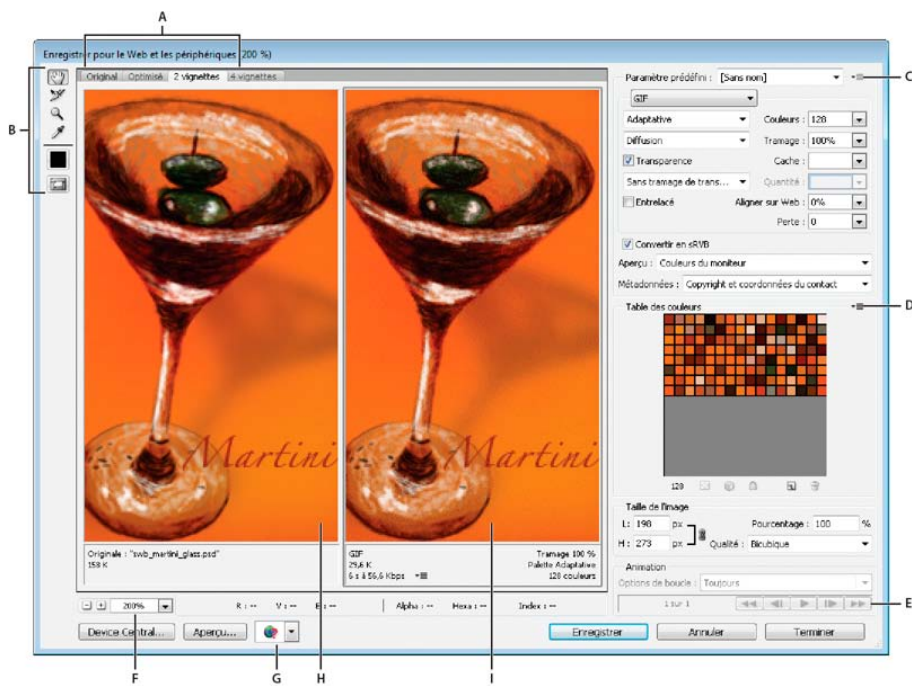 A
Enregistrer pour le Web et les périphériques (200 %)
B
Original Optimisé 2 vignettes 4 vignettes
Paramètre prédéfini : [Sans nom]
C
GIF
Adaptative
Couleurs : 128
Diffusion
Tramage : 100%
Transparence
Cache :
Sans tramage de trans...
Quantité :
Entrelacé
Aligner sur Web : 0%
Perte : 0
Convertir en sRVB
Aperçu : Couleurs du moniteur
Métadonnées : Copyright et coordonnées du contact
Table des couleurs
D
Martini
Martini
128
Taille de l'image
L: 198 px
Pourcentage : 100 %
H: 273 px
Qualité : Bicubique
Originale : "swb_martini_glass.psd"
158 K
GIF
29,6 K
6 s à 56,6 Kbps
Tramage 100 %
Palette Adaptative
128 couleurs
Animation
Options de boucle : Toujours
1 sur 1
E
200%
R : -- V : -- B : -- Alpha : -- Hexa : -- Index : --
Device Central... Aperçu... Enregistrer Annuler Terminer
F G H I